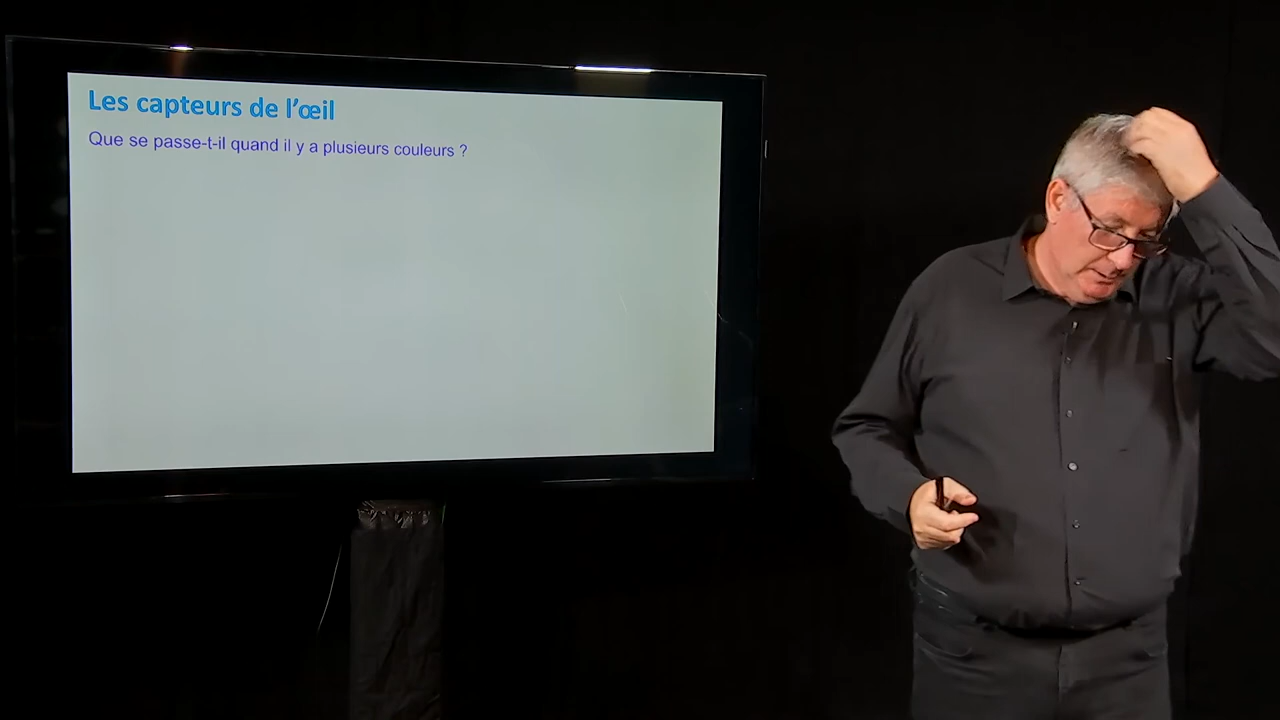 Les capteurs de l’œil
Que se passe-t-il quand il y a plusieurs couleurs ?